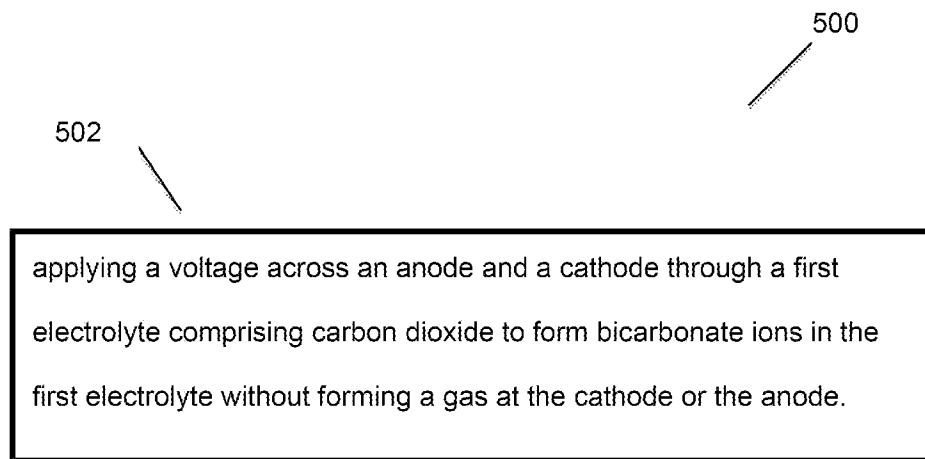 500
502
applying a voltage across an anode and a cathode through a first
electrolyte comprising carbon dioxide to form bicarbonate ions in the
first electrolyte without forming a gas at the cathode or the anode.